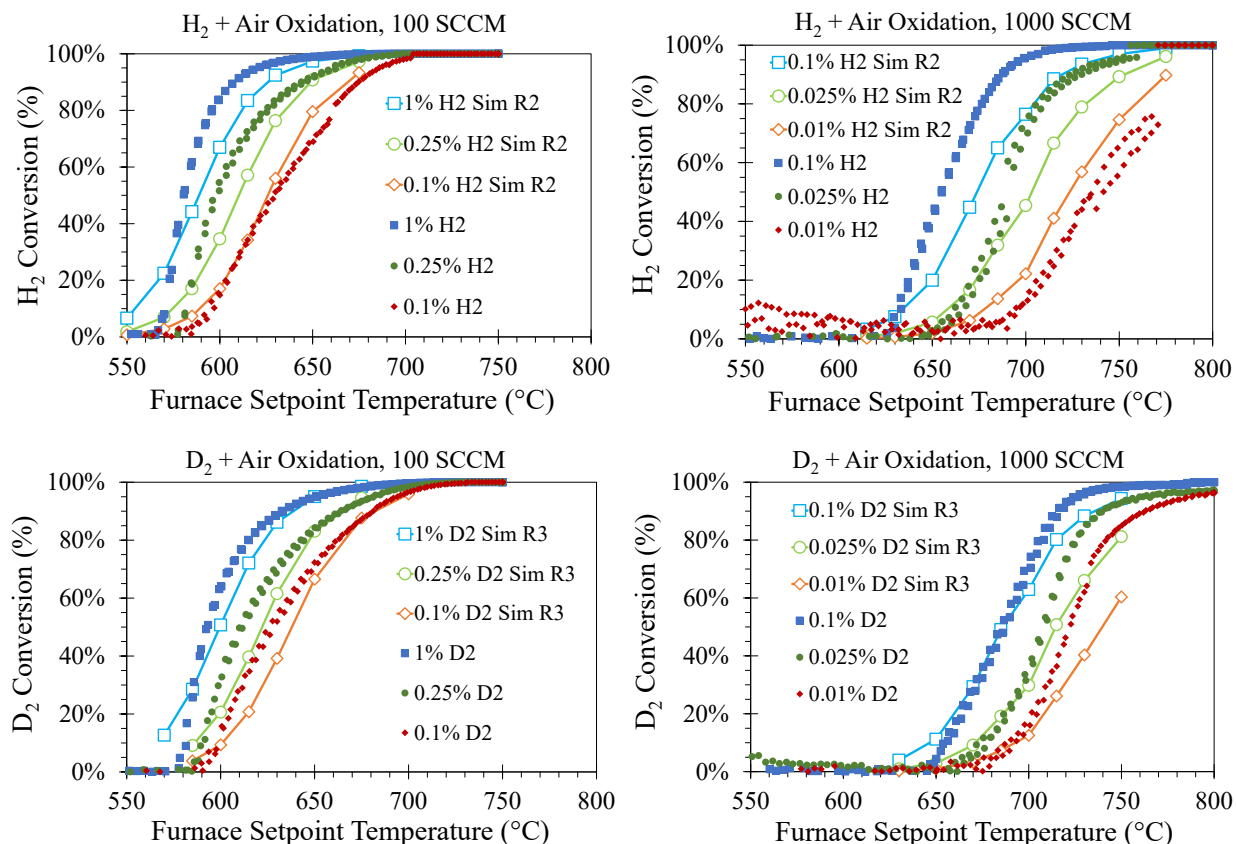 H2 + Air Oxidation, 100 SCCM
100%
80%
60%
40%
20%
0%
H2 Conversion (%)
1% H2 Sim R2
0.25% H2 Sim R2
0.1% H2 Sim R2
1% H2
0.25% H2
0.1% H2
550 600 650 700 750 800
Furnace Setpoint Temperature (°C)
H2 + Air Oxidation, 1000 SCCM
100%
80%
60%
40%
20%
0%
H2 Conversion (%)
0.1% H2 Sim R2
0.025% H2 Sim R2
0.01% H2 Sim R2
0.1% H2
0.025% H2
0.01% H2
550 600 650 700 750 800
Furnace Setpoint Temperature (°C)
D2 + Air Oxidation, 100 SCCM
100%
80%
60%
40%
20%
0%
D2 Conversion (%)
1% D2 Sim R3
0.25% D2 Sim R3
0.1% D2 Sim R3
1% D2
0.25% D2
0.1% D2
550 600 650 700 750 800
Furnace Setpoint Temperature (°C)
D2 + Air Oxidation, 1000 SCCM
100%
80%
60%
40%
20%
0%
D2 Conversion (%)
0.1% D2 Sim R3
0.025% D2 Sim R3
0.01% D2 Sim R3
0.1% D2
0.025% D2
0.01% D2
550 600 650 700 750 800
Furnace Setpoint Temperature (°C)